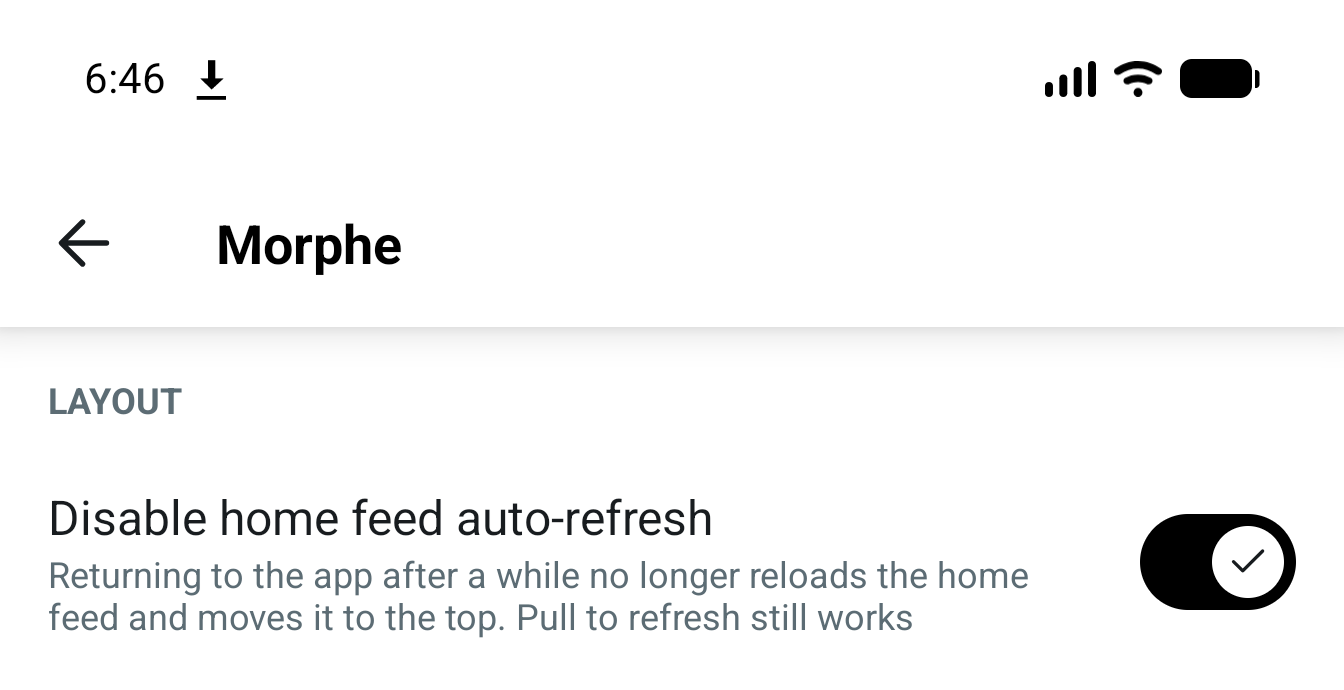 6:46
Morphe
LAYOUT
Disable home feed auto-refresh
Returning to the app after a while no longer reloads the home
feed and moves it to the top. Pull to refresh still works